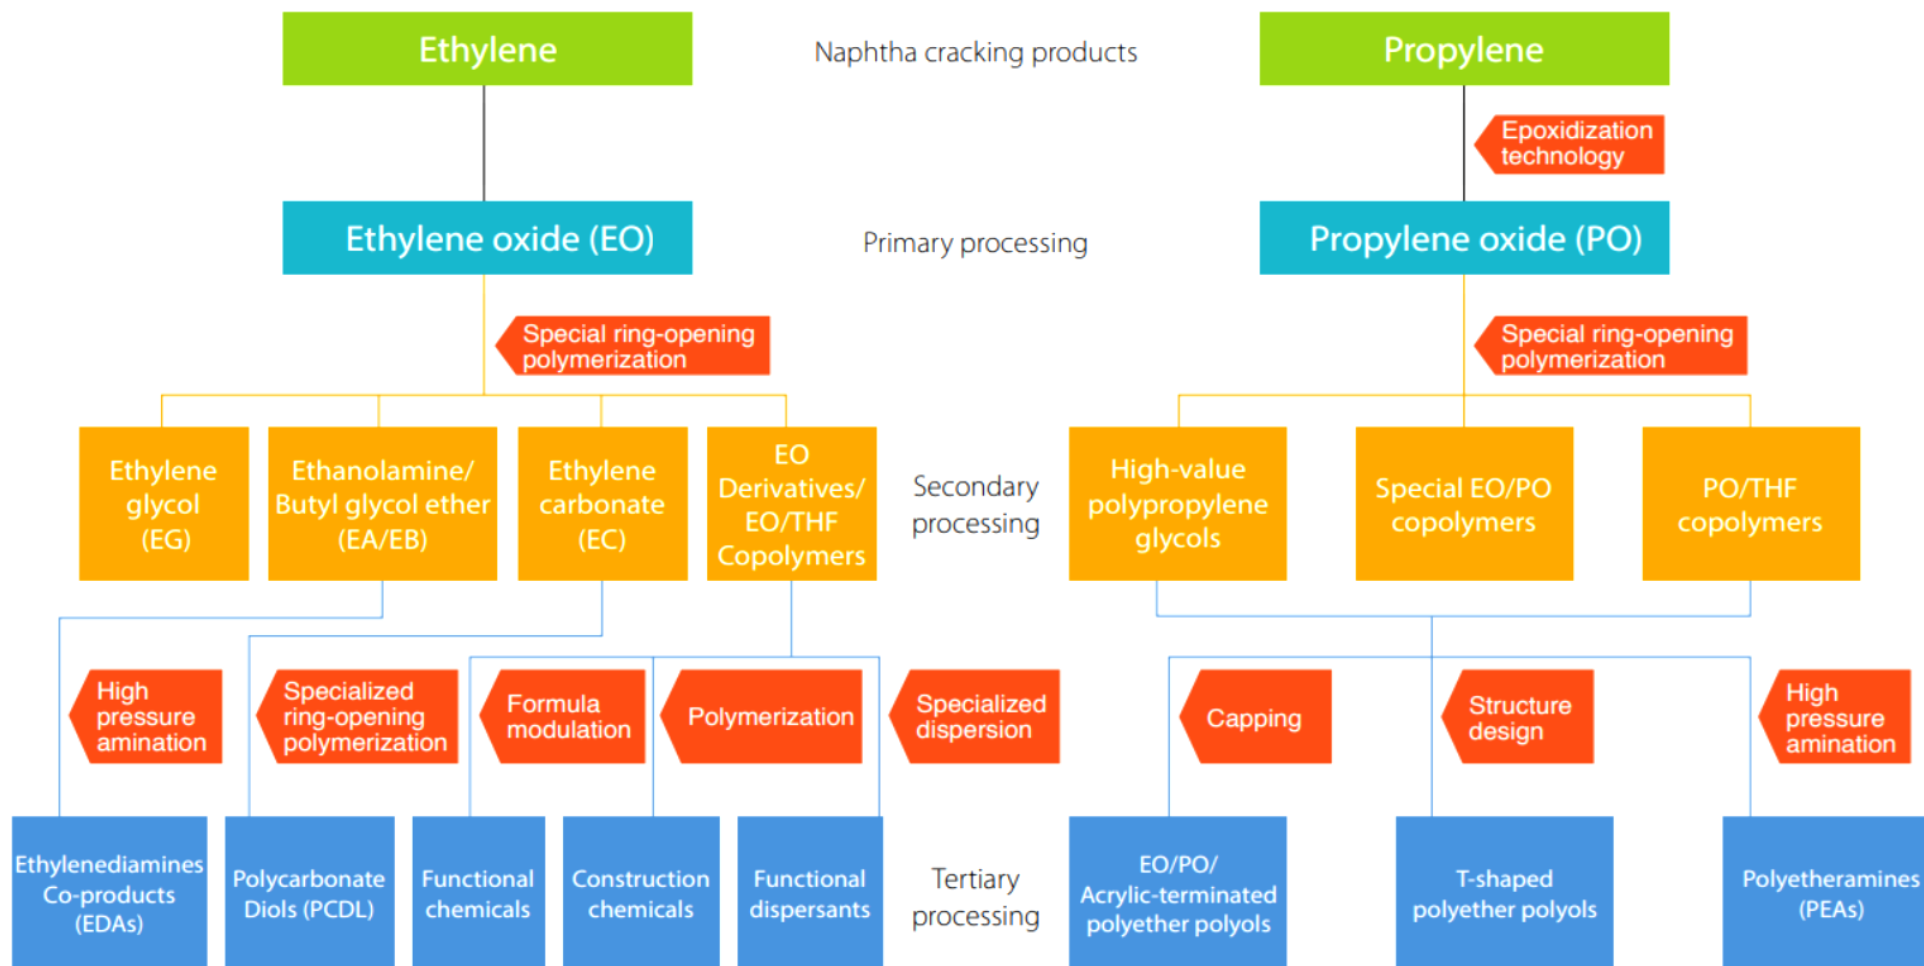 Ethylene
Naphtha cracking products
Propylene
Epoxidization
technology
Ethylene oxide (EO)
Primary processing
Propylene oxide (PO)
Special ring-opening
polymerization
Special ring-opening
polymerization
Ethylene
glycol
(EG)
Ethanolamine/
Butyl glycol ether
(EA/EB)
Ethylene
carbonate
(EC)
EO
Derivatives/
EO/THF
Copolymers
Secondary
processing
High-value
polypropylene
glycols
Special EO/PO
copolymers
PO/THF
copolymers
High
pressure
amination
Specialized
ring-opening
polymerization
Formula
modulation
Polymerization
Specialized
dispersion
Capping
Structure
design
High
pressure
amination
Ethylenediamines
Co-products
(EDAs)
Polycarbonate
Diols (PCDL)
Functional
chemicals
Construction
chemicals
Functional
dispersants
Tertiary
processing
EO/PO/
Acrylic-terminated
polyether polyols
T-shaped
polyether polyols
Polyetheramines
(PEAs)